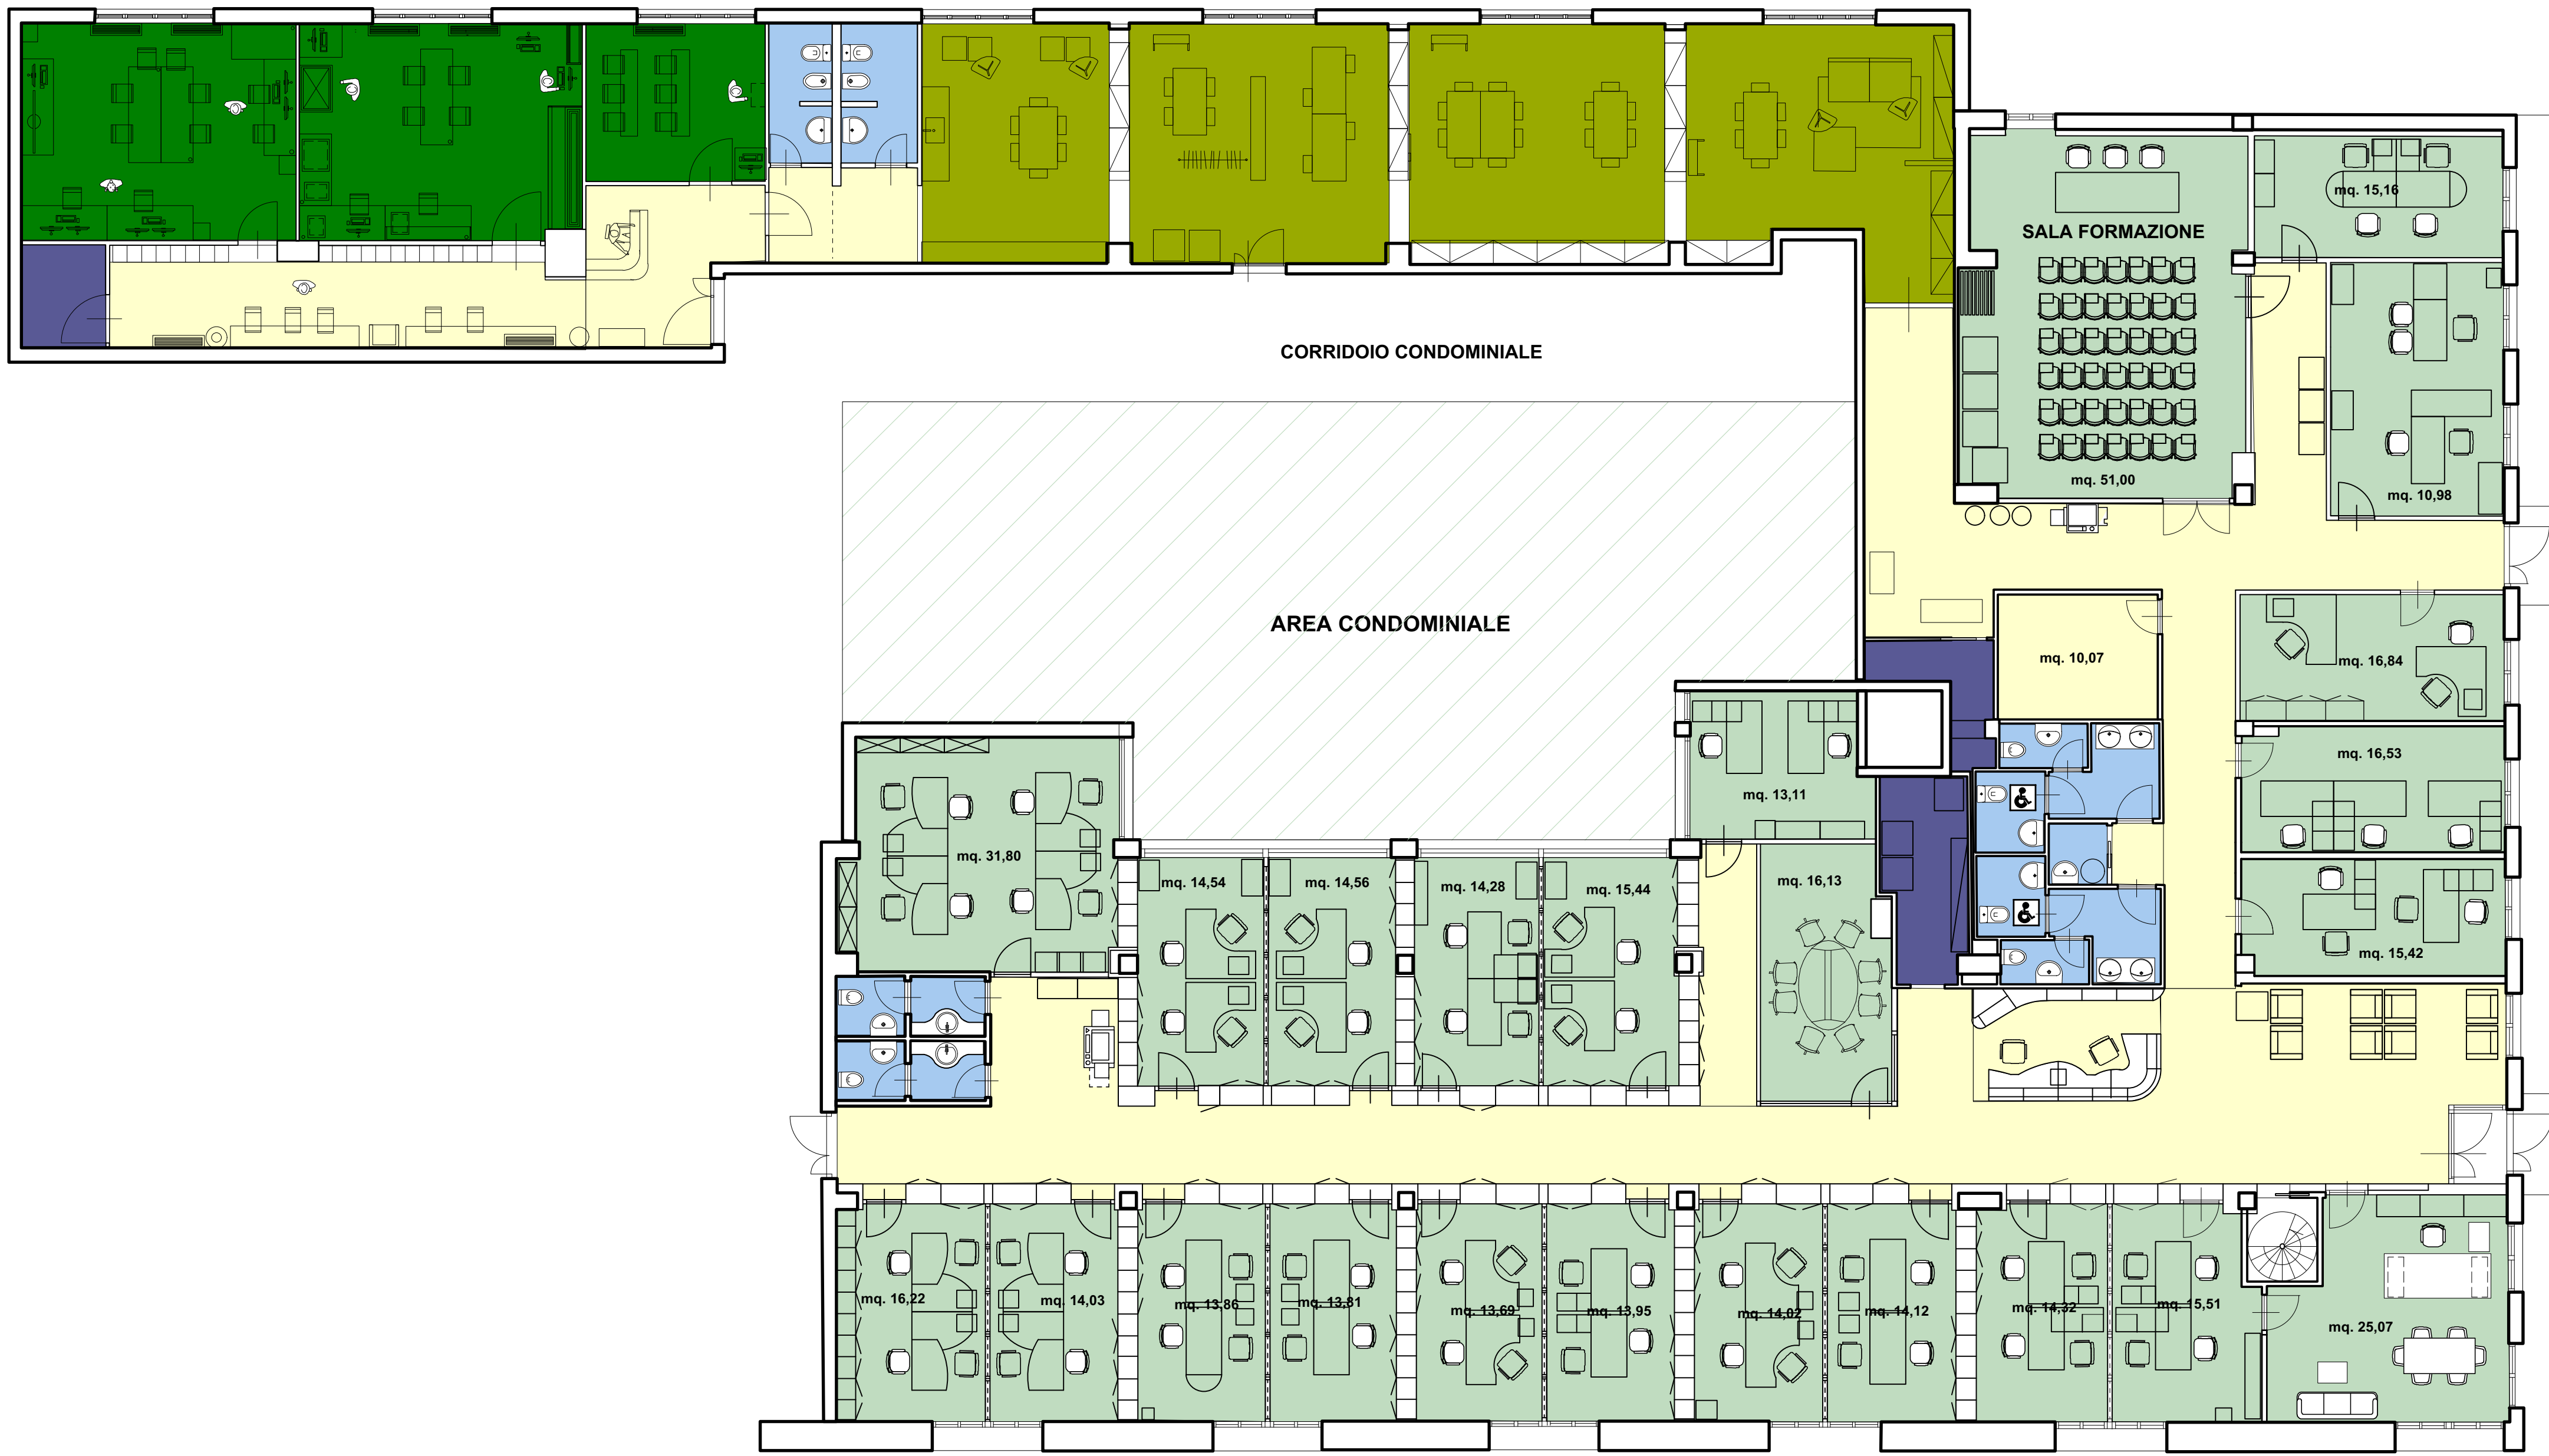 mq. 15,16
SALA FORMAZIONE
CORRIDOIO CONDOMINIALE
mq. 51,00
mq. 10,98
AREA CONDOMINIALE
mq. 10,07
mq. 16,84
mq. 16,53
mq. 13,11
mq. 31,80
mq. 14,54
mq. 14,56
mq. 14,28
mq. 15,44
mq. 16,13
mq. 15,42
mq. 16,22
mq. 14,03
mq. 13,86
mq. 13,81
mq. 13,69
mq. 13,95
mq. 14,02
mq. 14,12
mq. 14,32
mq. 15,51
mq. 25,07